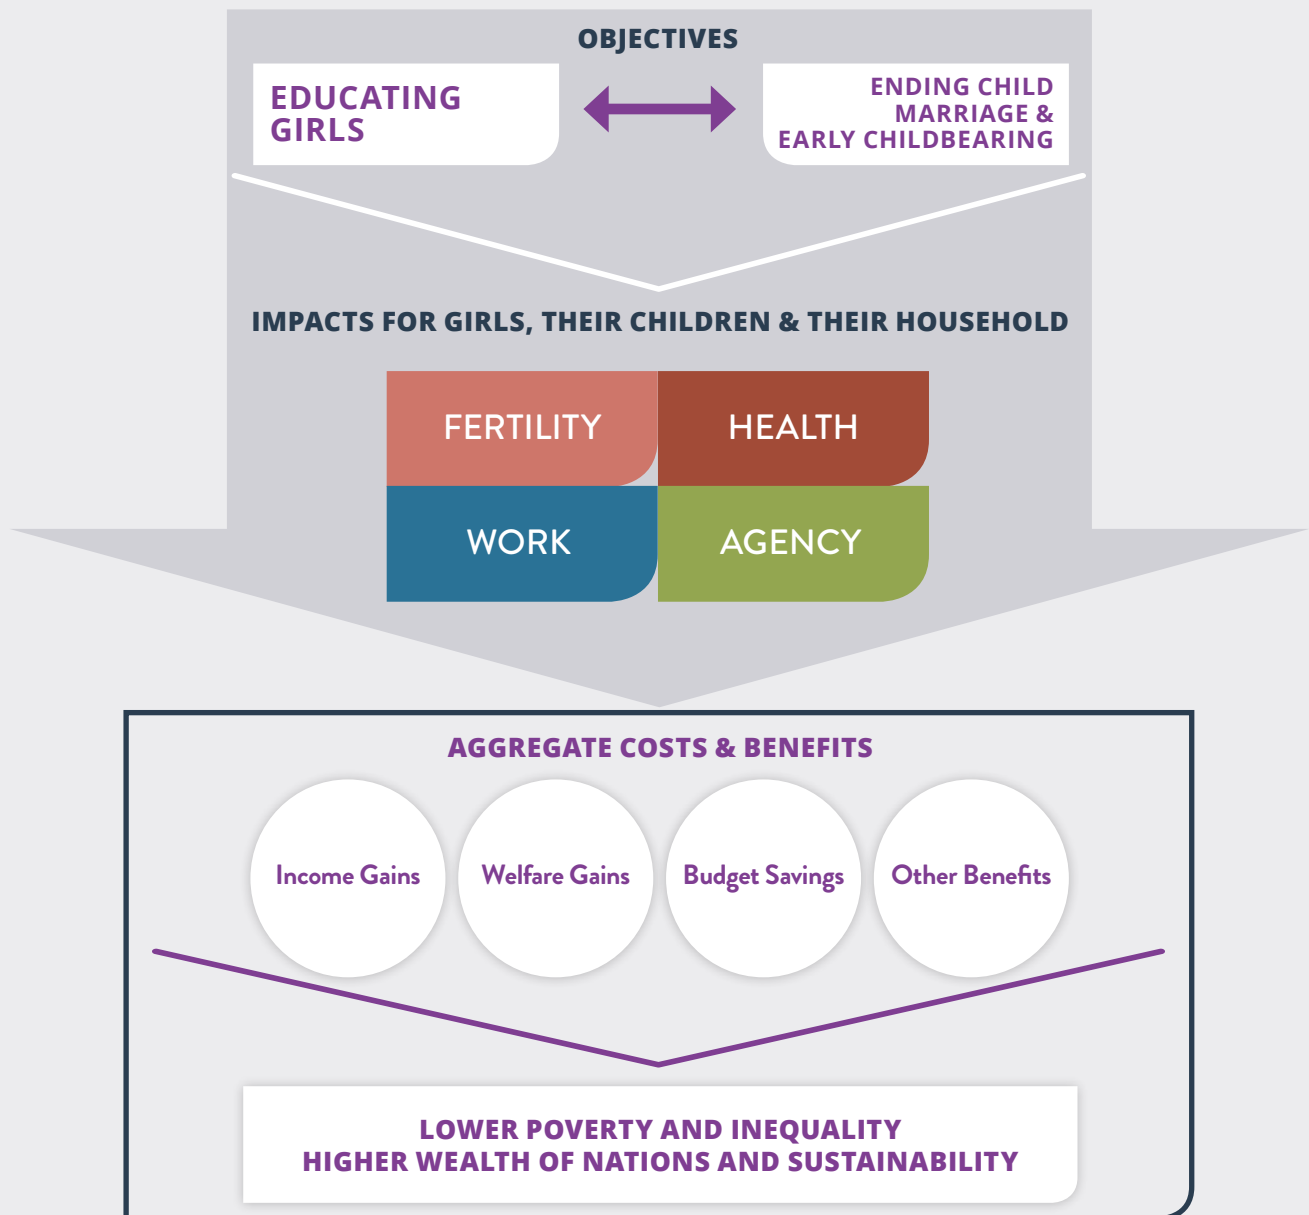 OBJECTIVES
EDUCATING
GIRLS
ENDING CHILD
MARRIAGE &
EARLY CHILDBEARING
IMPACTS FOR GIRLS, THEIR CHILDREN & THEIR HOUSEHOLD
FERTILITY
HEALTH
WORK
AGENCY
AGGREGATE COSTS & BENEFITS
Income Gains
Welfare Gains
Budget Savings
Other Benefits
LOWER POVERTY AND INEQUALITY
HIGHER WEALTH OF NATIONS AND SUSTAINABILITY